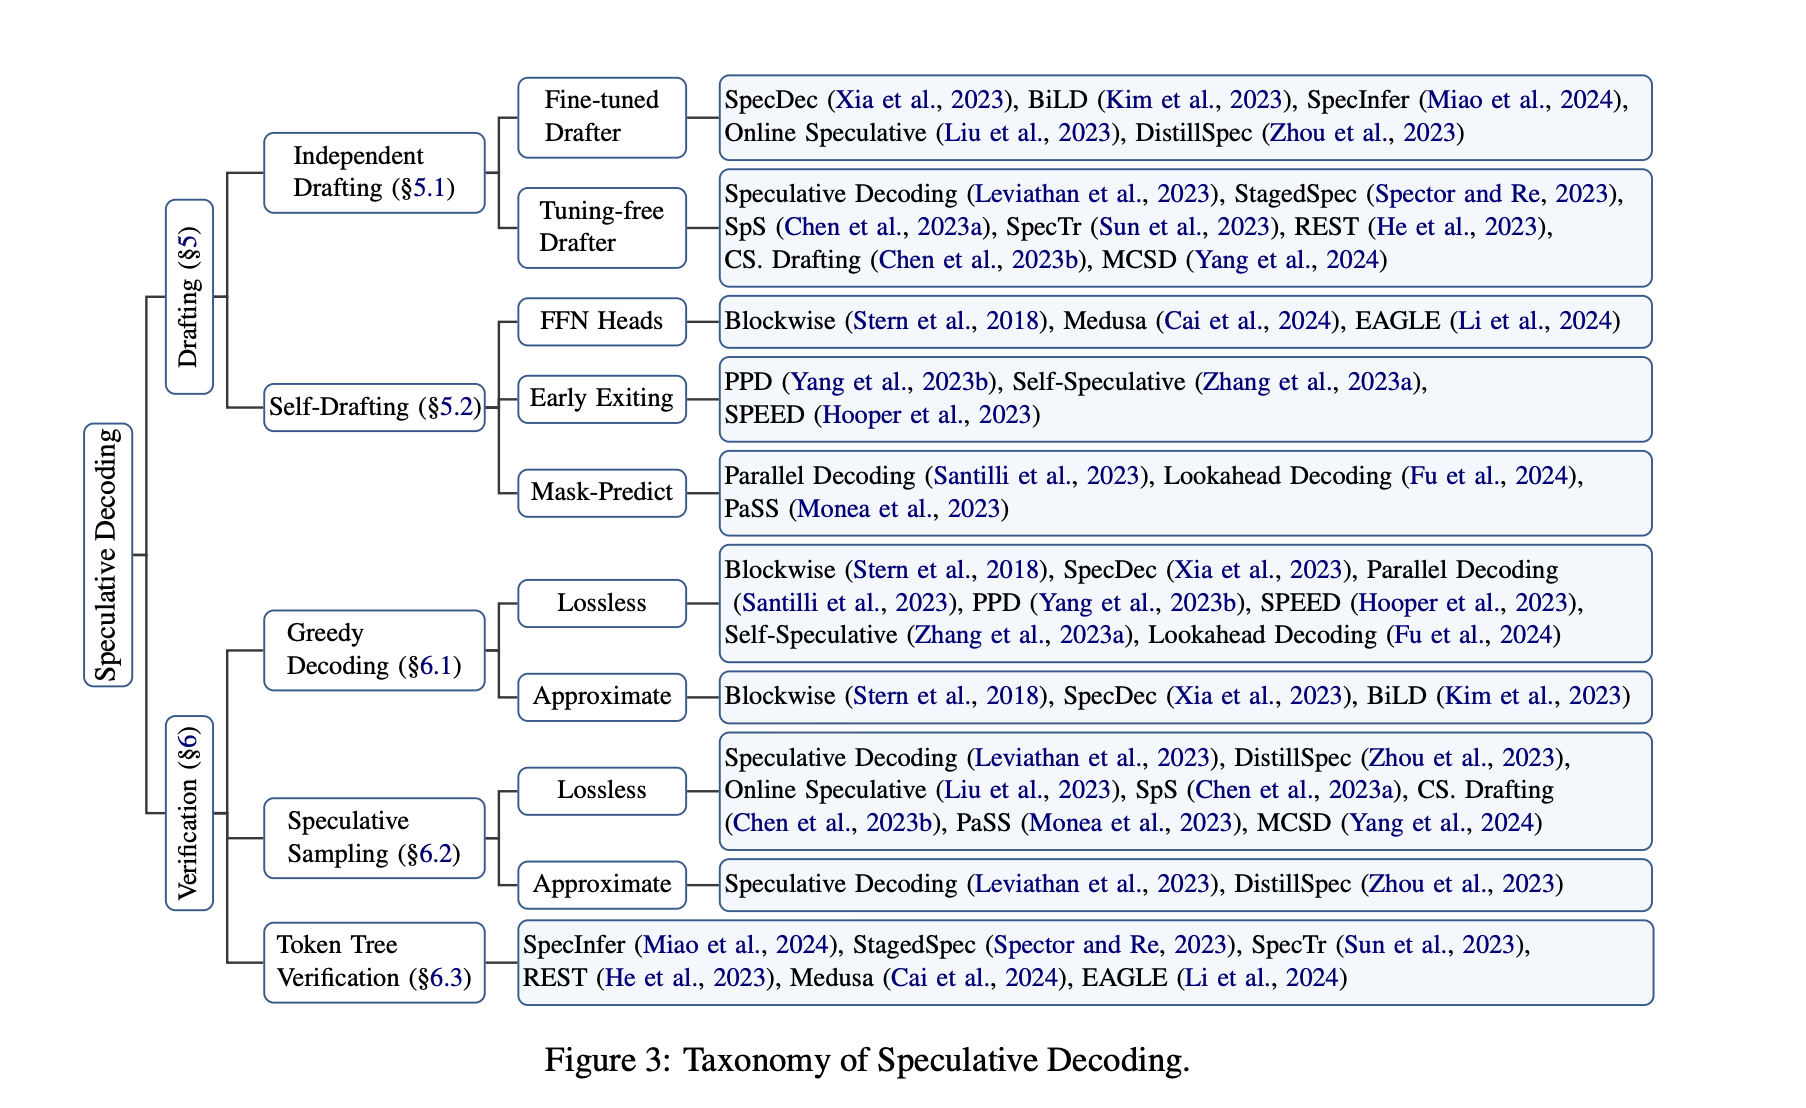 Speculative Decoding
Drafting (§5)
Independent
Drafting (§5.1)
Fine-tuned
Drafter
SpecDec (Xia et al., 2023), BiLD (Kim et al., 2023), SpecInfer (Miao et al., 2024),
Online Speculative (Liu et al., 2023), DistillSpec (Zhou et al., 2023)
Tuning-free
Drafter
Speculative Decoding (Leviathan et al., 2023), StagedSpec (Spector and Re, 2023),
SpS (Chen et al., 2023a), SpecTr (Sun et al., 2023), REST (He et al., 2023),
CS. Drafting (Chen et al., 2023b), MCSD (Yang et al., 2024)
Self-Drafting (§5.2)
FFN Heads
Blockwise (Stern et al., 2018), Medusa (Cai et al., 2024), EAGLE (Li et al., 2024)
Early Exiting
PPD (Yang et al., 2023b), Self-Speculative (Zhang et al., 2023a),
SPEED (Hooper et al., 2023)
Mask-Predict
Parallel Decoding (Santilli et al., 2023), Lookahead Decoding (Fu et al., 2024),
PaSS (Monea et al., 2023)
Verification (§6)
Greedy
Decoding (§6.1)
Lossless
Blockwise (Stern et al., 2018), SpecDec (Xia et al., 2023), Parallel Decoding
(Santilli et al., 2023), PPD (Yang et al., 2023b), SPEED (Hooper et al., 2023),
Self-Speculative (Zhang et al., 2023a), Lookahead Decoding (Fu et al., 2024)
Approximate
Blockwise (Stern et al., 2018), SpecDec (Xia et al., 2023), BiLD (Kim et al., 2023)
Speculative
Sampling (§6.2)
Lossless
Speculative Decoding (Leviathan et al., 2023), DistillSpec (Zhou et al., 2023),
Online Speculative (Liu et al., 2023), SpS (Chen et al., 2023a), CS. Drafting
(Chen et al., 2023b), PaSS (Monea et al., 2023), MCSD (Yang et al., 2024)
Approximate
Speculative Decoding (Leviathan et al., 2023), DistillSpec (Zhou et al., 2023)
Token Tree
Verification (§6.3)
SpecInfer (Miao et al., 2024), StagedSpec (Spector and Re, 2023), SpecTr (Sun et al., 2023),
REST (He et al., 2023), Medusa (Cai et al., 2024), EAGLE (Li et al., 2024)
Figure 3: Taxonomy of Speculative Decoding.